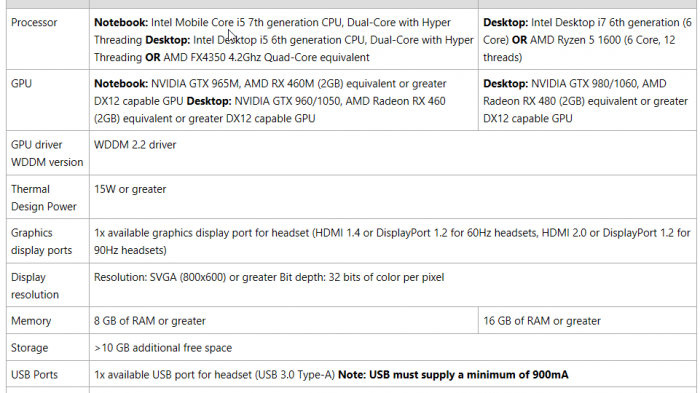 Processor
Notebook: Intel Mobile Core i5 7th generation CPU, Dual-Core with Hyper
Threading Desktop: Intel Desktop i5 6th generation CPU, Dual-Core with Hyper
Threading OR AMD FX4350 4.2Ghz Quad-Core equivalent
Desktop: Intel Desktop i7 6th generation (6
Core) OR AMD Ryzen 5 1600 (6 Core, 12
threads)
GPU
Notebook: NVIDIA GTX 965M, AMD RX 460M (2GB) equivalent or greater
DX12 capable GPU Desktop: NVIDIA GTX 960/1050, AMD Radeon RX 460
(2GB) equivalent or greater DX12 capable GPU
Desktop: NVIDIA GTX 980/1060, AMD
Radeon RX 480 (2GB) equivalent or greater
DX12 capable GPU
GPU driver
WDDM version
WDDM 2.2 driver
Thermal
Design Power
15W or greater
Graphics
display ports
1x available graphics display port for headset (HDMI 1.4 or DisplayPort 1.2 for 60Hz headsets, HDMI 2.0 or DisplayPort 1.2 for
90Hz headsets)
Display
resolution
Resolution: SVGA (800x600) or greater Bit depth: 32 bits of color per pixel
Memory
8 GB of RAM or greater
16 GB of RAM or greater
Storage
>10 GB additional free space
USB Ports
1x available USB port for headset (USB 3.0 Type-A) Note: USB must supply a minimum of 900mA